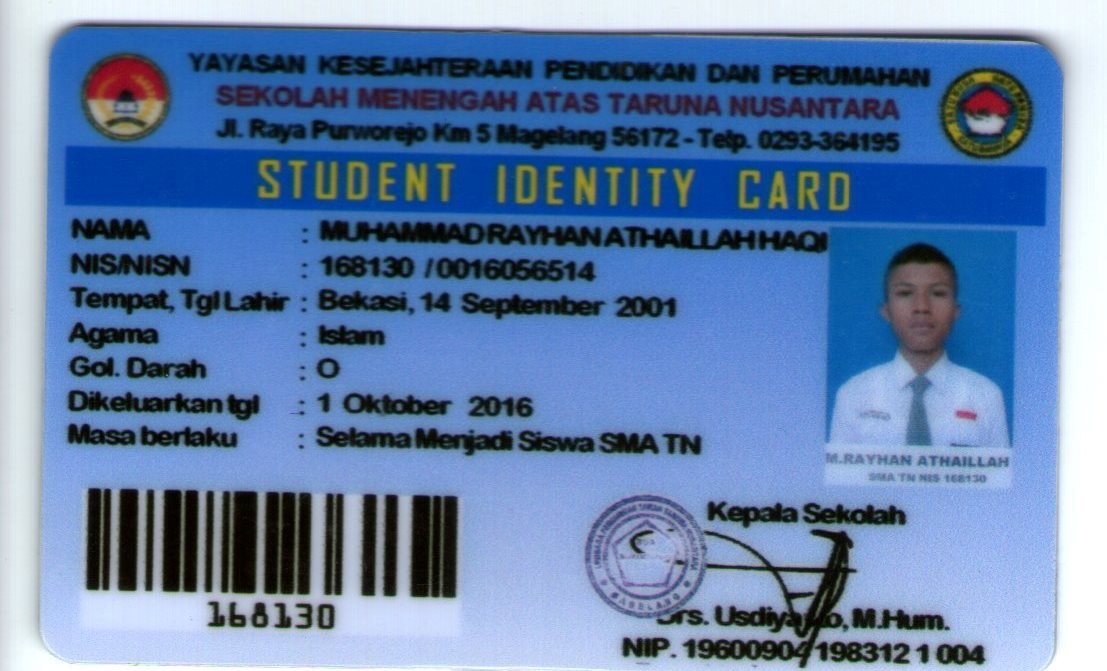 YAYASAN KESEJAHTERAAN PENDIDIKAN DAN PERUMAHAN
SEKOLAH MENENGAH ATAS TARUNA NUSANTARA
Jl. Raya Purworejo Km 5 Magelang 56172 - Telp. 0293-364195
STUDENT IDENTITY CARD
NAMA : MUHAMMAD RAYHAN ATHAILLAH HAQI
NIS/NISN : 168130 / 0016056514
Tempat, Tgl Lahir : Bekasi, 14 September 2001
Agama : Islam
Gol. Darah : O
Dikeluarkan tgl : 1 Oktober 2016
Masa berlaku : Selama Menjadi Siswa SMA TN
M.RAYHAN ATHAILLAH
SMA TN NIS 168130
168130
Kepala Sekolah
MAGELANG
Drs. Usdiyanto, M.Hum.
NIP. 19600904 198312 1 004